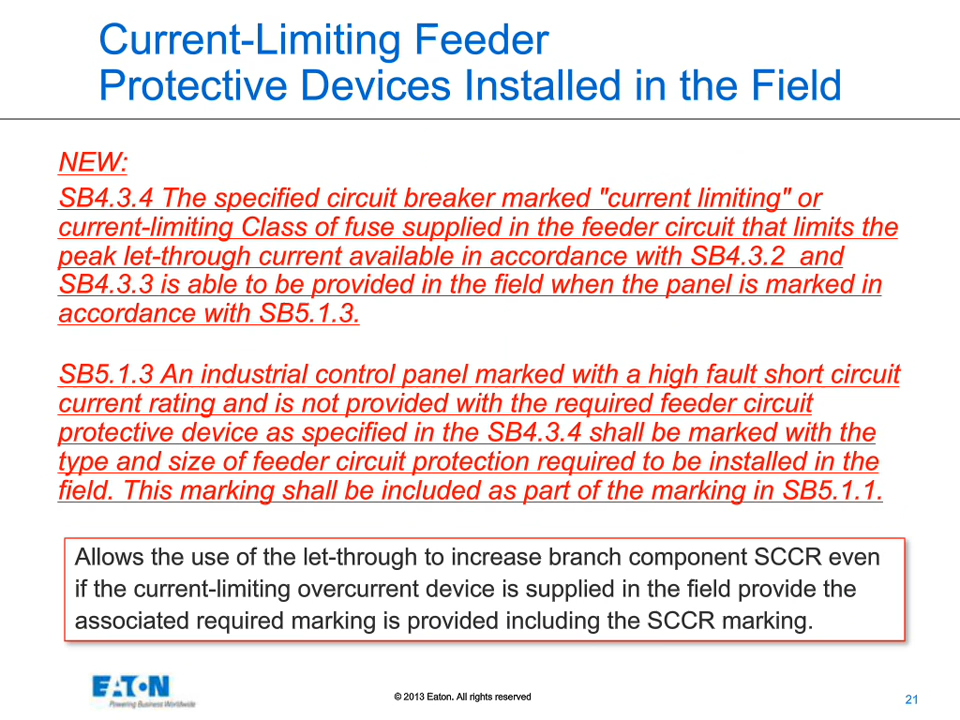 Current-Limiting Feeder
Protective Devices Installed in the Field
NEW:
SB4.3.4 The specified circuit breaker marked "current limiting" or
current-limiting Class of fuse supplied in the feeder circuit that limits the
peak let-through current available in accordance with SB4.3.2 and
SB4.3.3 is able to be provided in the field when the panel is marked in
accordance with SB5.1.3.
SB5.1.3 An industrial control panel marked with a high fault short circuit
current rating and is not provided with the required feeder circuit
protective device as specified in the SB4.3.4 shall be marked with the
type and size of feeder circuit protection required to be installed in the
field. This marking shall be included as part of the marking in SB5.1.1.
Allows the use of the let-through to increase branch component SCCR even
if the current-limiting overcurrent device is supplied in the field provide the
associated required marking is provided including the SCCR marking.
EATON
Powering Business Worldwide
© 2013 Eaton. All rights reserved
21